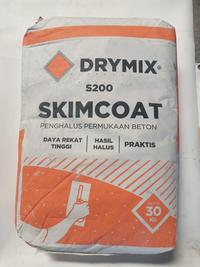 DRYMIX®
S200
SKIMCOAT
PENGHALUS PERMUKAAN BETON
DAYA REKAT TINGGI | HASIL HALUS | PRAKTIS
30
KG